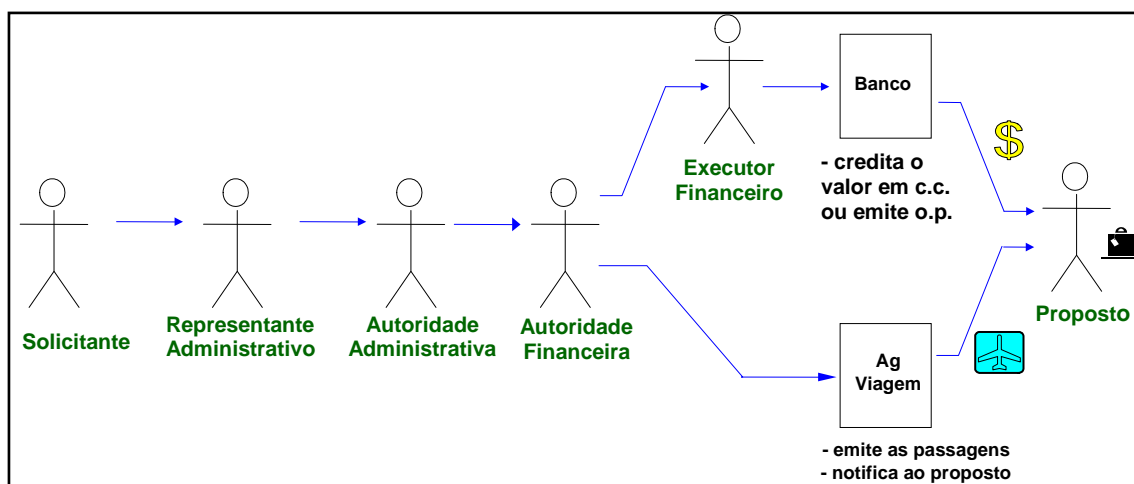 Banco
$
Executor
Financeiro
- credita o
valor em c.c.
ou emite o.p.
Solicitante
Representante
Administrativo
Autoridade
Administrativa
Autoridade
Financeira
Proposto
Ag
Viagem
- emite as passagens
- notifica ao proposto